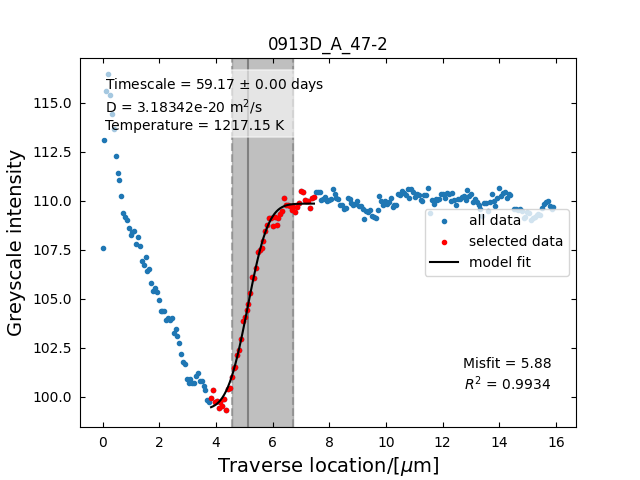 0913D_A_47-2
Timescale = 59.17 ± 0.00 days
D = 3.18342e-20 m²/s
Temperature = 1217.15 K
Greyscale intensity
115.0
112.5
110.0
107.5
105.0
102.5
100.0
all data
selected data
model fit
Misfit = 5.88
R² = 0.9934
0 2 4 6 8 10 12 14 16
Traverse location/[μm]